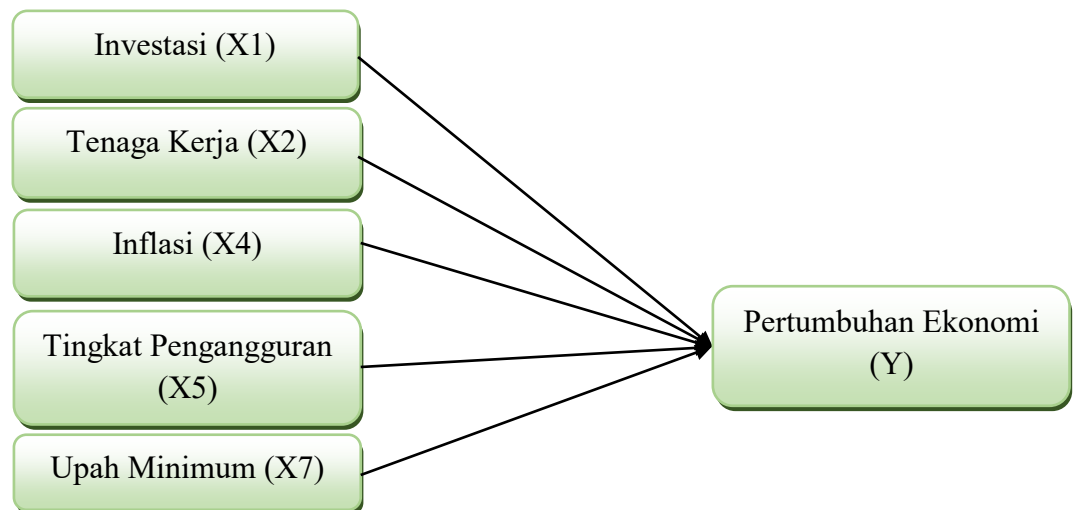 Investasi (X1)
Tenaga Kerja (X2)
Inflasi (X4)
Tingkat Pengangguran
(X5)
Upah Minimum (X7)
Pertumbuhan Ekonomi
(Y)